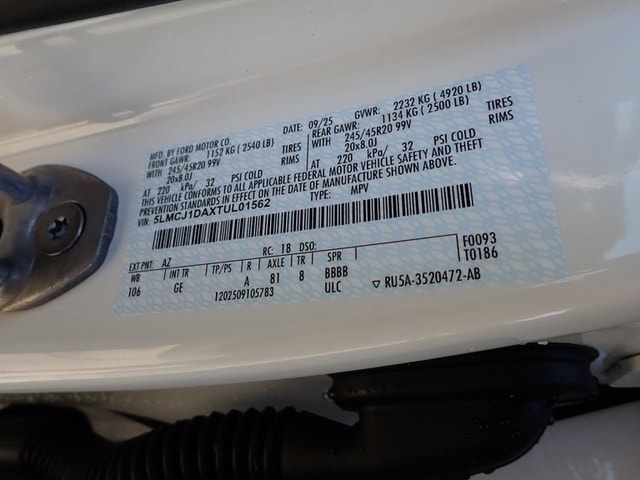 MFD. BY FORD MOTOR CO.
DATE: 09/25 GVWR: 2232 KG ( 4920 LB)
FRONT GAWR: 1152 KG ( 2540 LB) REAR GAWR: 1134 KG ( 2500 LB)
WITH 245/45R20 99V TIRES WITH 245/45R20 99V TIRES
20x8.0J RIMS 20x8.0J RIMS
AT 220 kPa/ 32 PSI COLD AT 220 kPa/ 32 PSI COLD
THIS VEHICLE CONFORMS TO ALL APPLICABLE FEDERAL MOTOR VEHICLE SAFETY AND THEFT
PREVENTION STANDARDS IN EFFECT ON THE DATE OF MANUFACTURE SHOWN ABOVE.
VIN: 5LMCJ1DAXTUL01562 TYPE: MPV
F0093
T0186
EXT PNT: AZ RC: 18 DSO:
WB INT TR TP/PS R AXLE TR SPR
106 GE A 81 8 BBBB
1202509105783 ULC ▽ RU5A-3520472-AB